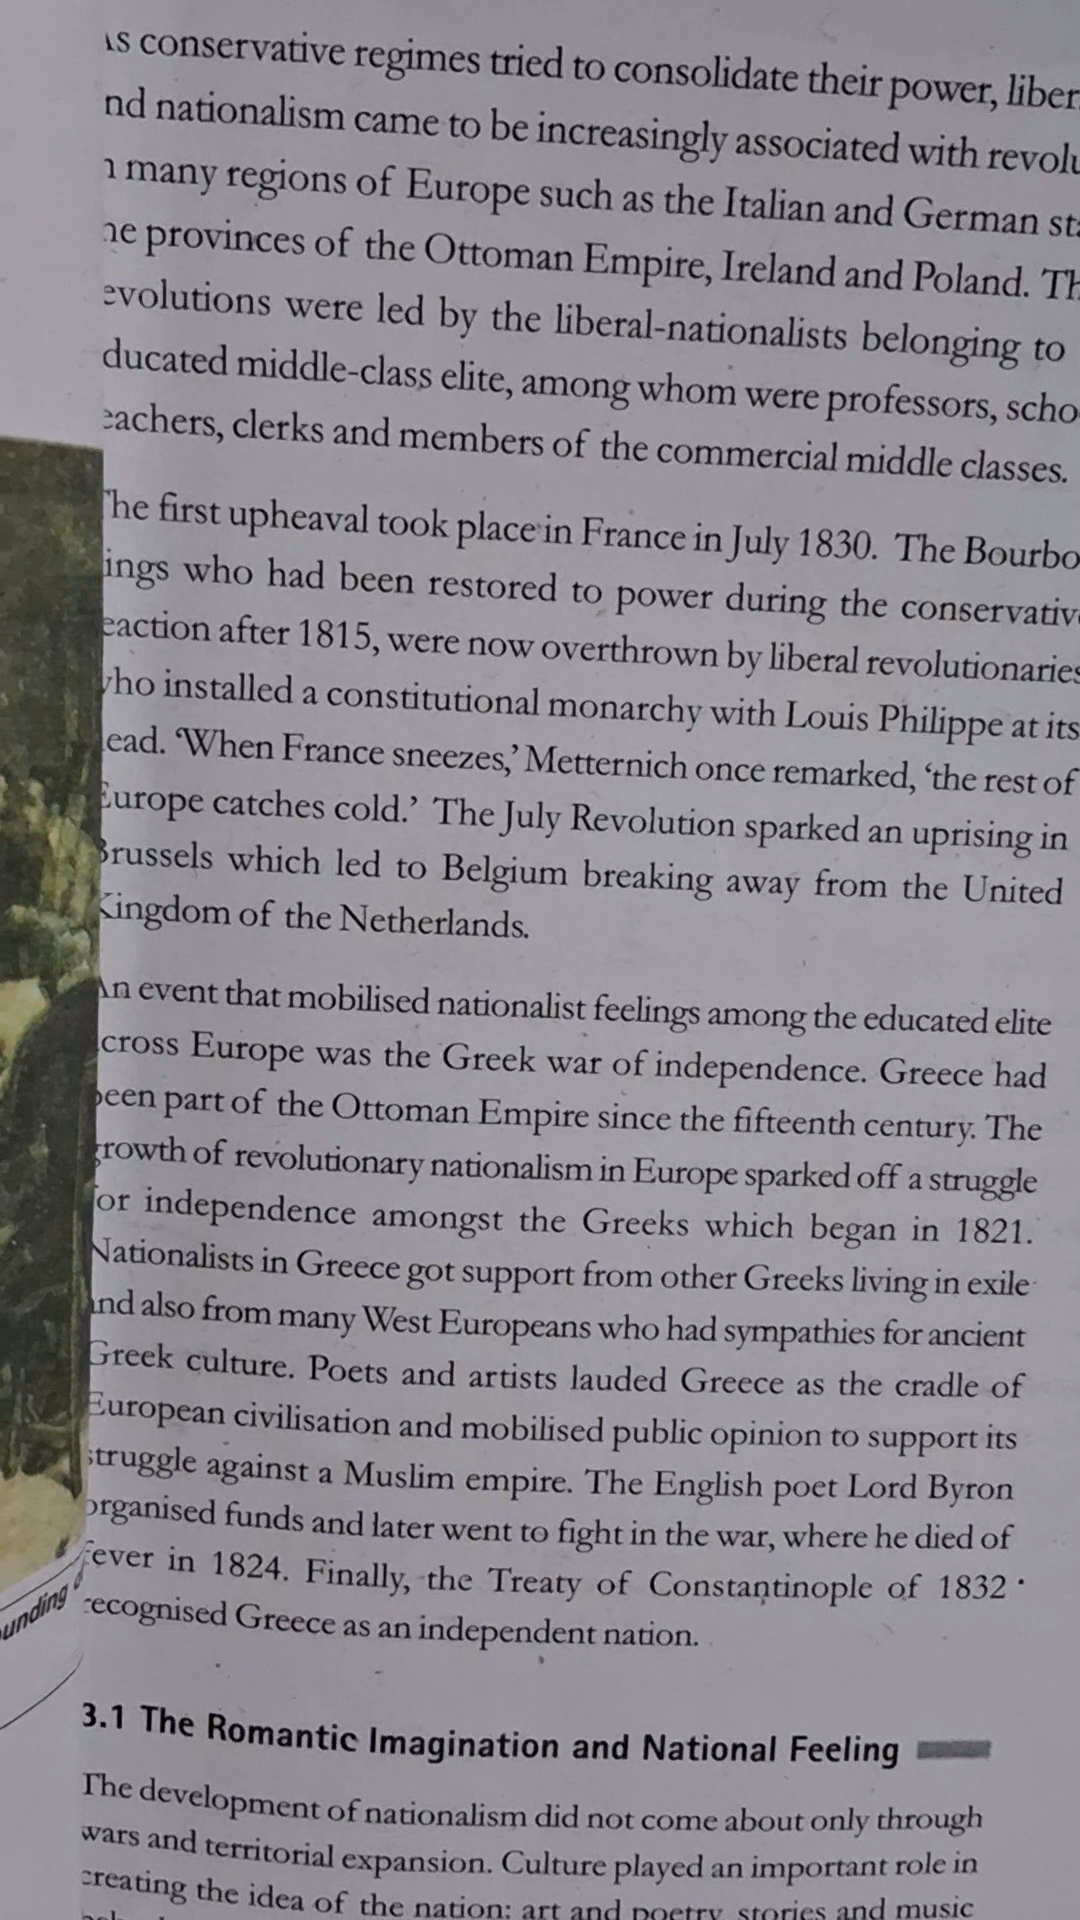 as conservative regimes tried to consolidate their power, liber
nd nationalism came to be increasingly associated with revolu
n many regions of Europe such as the Italian and German sta
he provinces of the Ottoman Empire, Ireland and Poland. Th
evolutions were led by the liberal-nationalists belonging to
ducated middle-class elite, among whom were professors, scho
eachers, clerks and members of the commercial middle classes.
The first upheaval took place in France in July 1830. The Bourbo
ings who had been restored to power during the conservative
eaction after 1815, were now overthrown by liberal revolutionaries
who installed a constitutional monarchy with Louis Philippe at its
ead. ‘When France sneezes,’ Metternich once remarked, ‘the rest of
Europe catches cold.’ The July Revolution sparked an uprising in
Brussels which led to Belgium breaking away from the United
Kingdom of the Netherlands.
An event that mobilised nationalist feelings among the educated elite
cross Europe was the Greek war of independence. Greece had
been part of the Ottoman Empire since the fifteenth century. The
growth of revolutionary nationalism in Europe sparked off a struggle
for independence amongst the Greeks which began in 1821.
Nationalists in Greece got support from other Greeks living in exile
and also from many West Europeans who had sympathies for ancient
Greek culture. Poets and artists lauded Greece as the cradle of
European civilisation and mobilised public opinion to support its
struggle against a Muslim empire. The English poet Lord Byron
organised funds and later went to fight in the war, where he died of
fever in 1824. Finally, the Treaty of Constantinople of 1832
recognised Greece as an independent nation.
unding
3.1 The Romantic Imagination and National Feeling
The development of nationalism did not come about only through
wars and territorial expansion. Culture played an important role in
creating the idea of the nation: art and poetry, stories and music